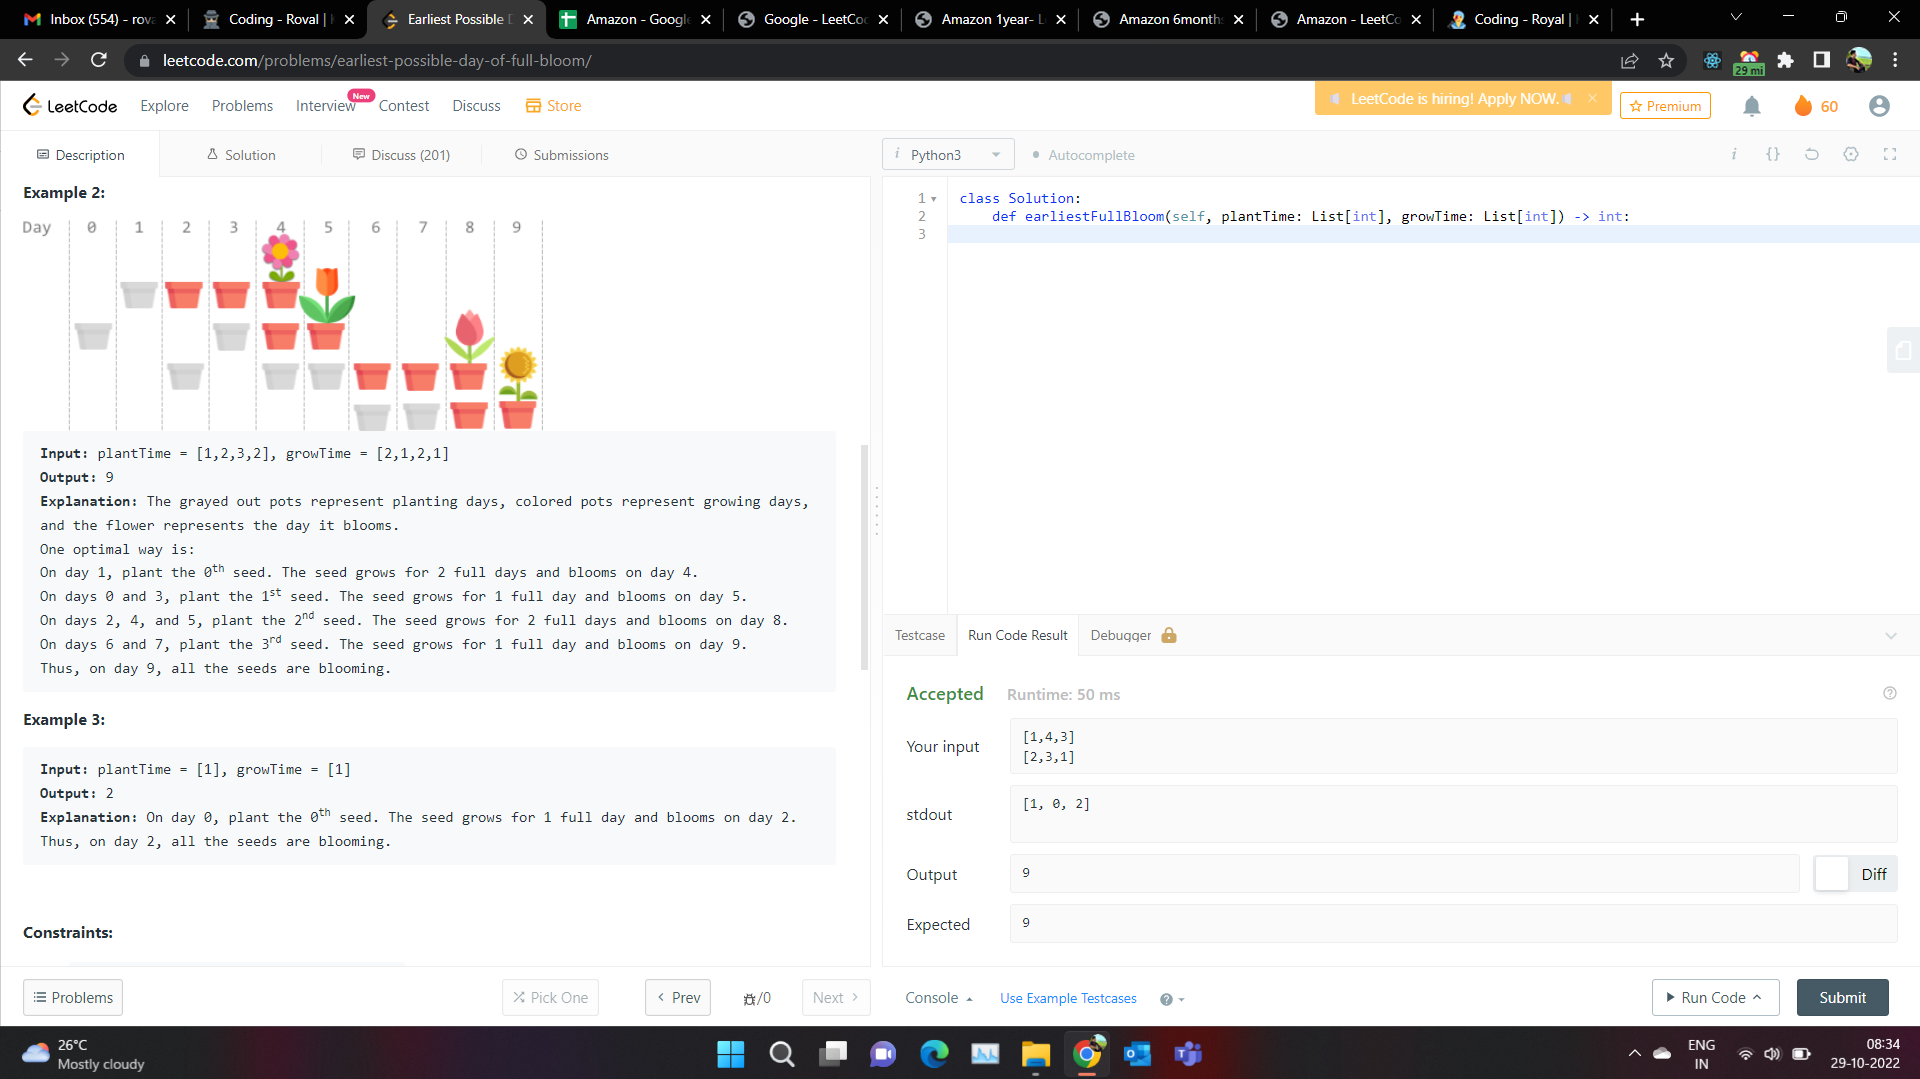 Inbox (554) - rova
Coding - Roval |
Earliest Possible D
Amazon - Google
Google - LeetCo
Amazon 1year- L
Amazon 6months
Amazon - LeetCo
Coding - Royal |
leetcode.com/problems/earliest-possible-day-of-full-bloom/
29 mi
LeetCode
Explore
Problems
Interview
New
Contest
Discuss
Store
LeetCode is hiring! Apply NOW.
Premium
60
Description
Solution
Discuss (201)
Submissions
i Python3
Autocomplete
i {}
Example 2:
Day 0 1 2 3 4 5 6 7 8 9
Input: plantTime = [1,2,3,2], growTime = [2,1,2,1]
Output: 9
Explanation: The grayed out pots represent planting days, colored pots represent growing days,
and the flower represents the day it blooms.
One optimal way is:
On day 1, plant the 0th seed. The seed grows for 2 full days and blooms on day 4.
On days 0 and 3, plant the 1st seed. The seed grows for 1 full day and blooms on day 5.
On days 2, 4, and 5, plant the 2nd seed. The seed grows for 2 full days and blooms on day 8.
On days 6 and 7, plant the 3rd seed. The seed grows for 1 full day and blooms on day 9.
Thus, on day 9, all the seeds are blooming.
Example 3:
Input: plantTime = [1], growTime = [1]
Output: 2
Explanation: On day 0, plant the 0th seed. The seed grows for 1 full day and blooms on day 2.
Thus, on day 2, all the seeds are blooming.
Constraints:
1 class Solution:
2 def earliestFullBloom(self, plantTime: List[int], growTime: List[int]) -> int:
3
Testcase
Run Code Result
Debugger
Accepted
Runtime: 50 ms
Your input
[1,4,3]
[2,3,1]
stdout
[1, 0, 2]
Output
9
Diff
Expected
9
Problems
Pick One
Prev
/0
Next
Console
Use Example Testcases
Run Code
Submit
26°C
Mostly cloudy
ENG
IN
08:34
29-10-2022